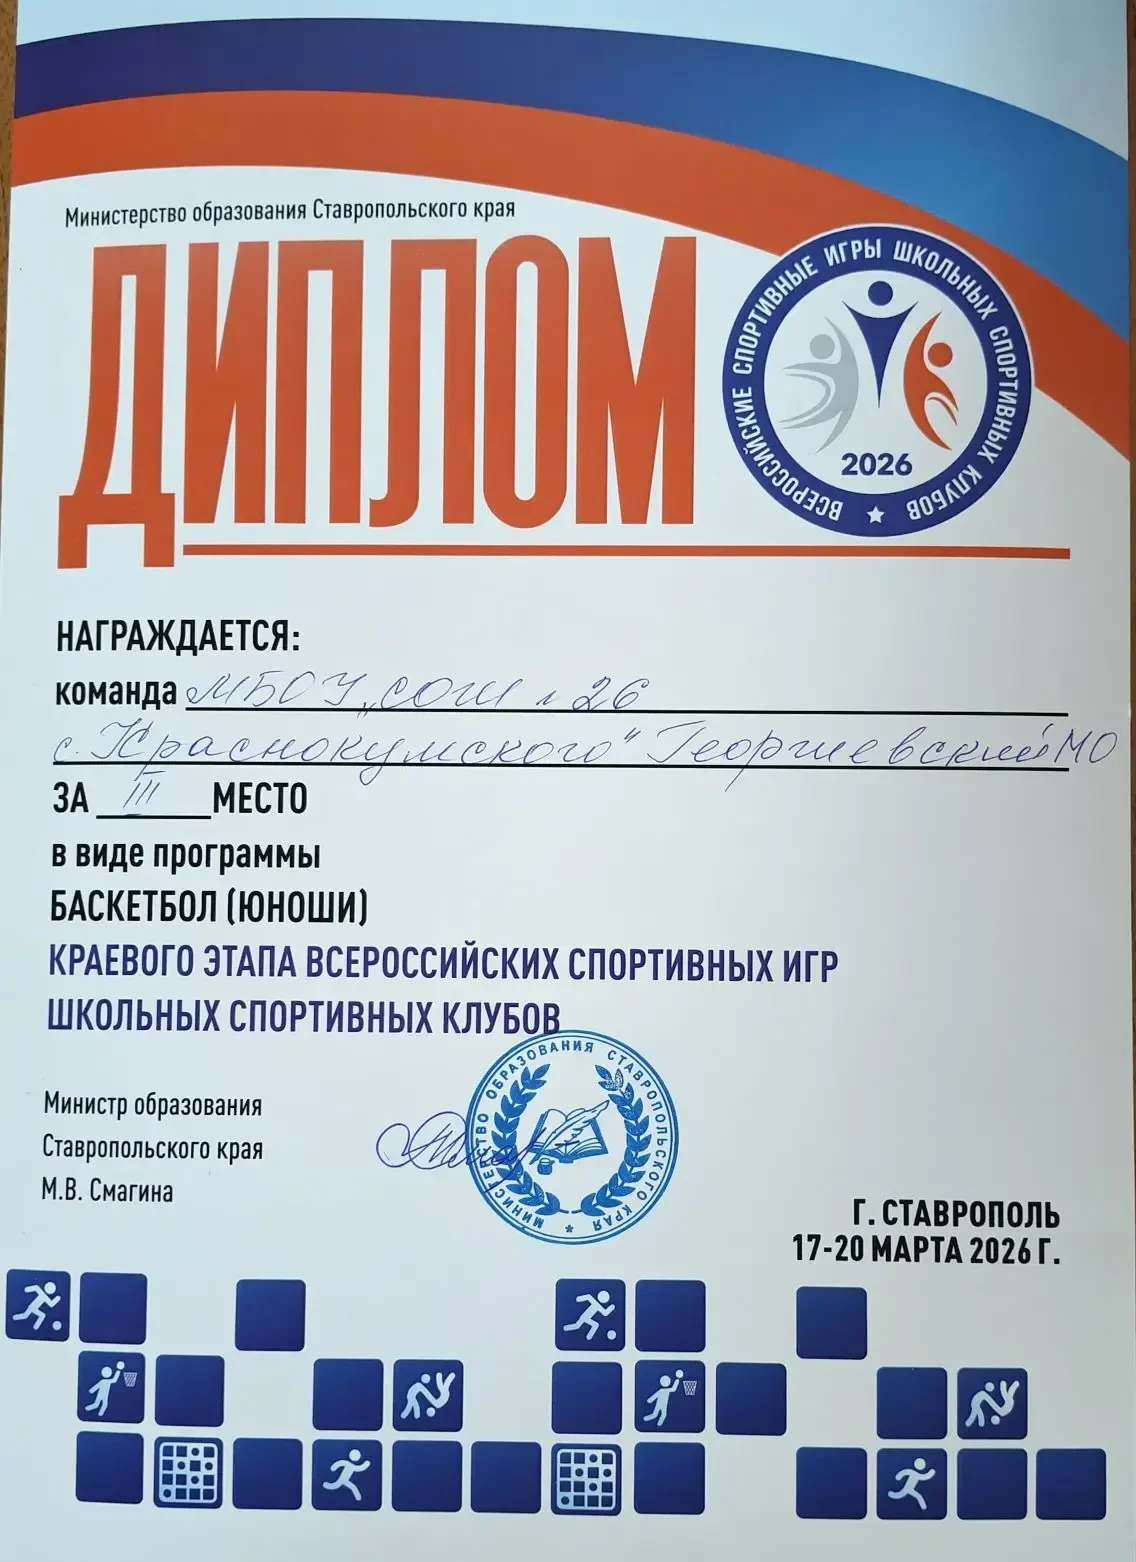 Министерство образования Ставропольского края
ДИПЛОМ
ВСЕРОССИЙСКИЕ СПОРТИВНЫЕ ИГРЫ ШКОЛЬНЫХ СПОРТИВНЫХ КЛУБОВ
2026
НАГРАЖДАЕТСЯ:
команда МБОУ „СОШ № 26
с. Краснокумского" Георгиевский МО
ЗА III МЕСТО
в виде программы
БАСКЕТБОЛ (ЮНОШИ)
КРАЕВОГО ЭТАПА ВСЕРОССИЙСКИХ СПОРТИВНЫХ ИГР
ШКОЛЬНЫХ СПОРТИВНЫХ КЛУБОВ
Министр образования
Ставропольского края
М.В. Смагина
МИНИСТЕРСТВО ОБРАЗОВАНИЯ СТАВРОПОЛЬСКОГО КРАЯ
Г. СТАВРОПОЛЬ
17-20 МАРТА 2026 Г.